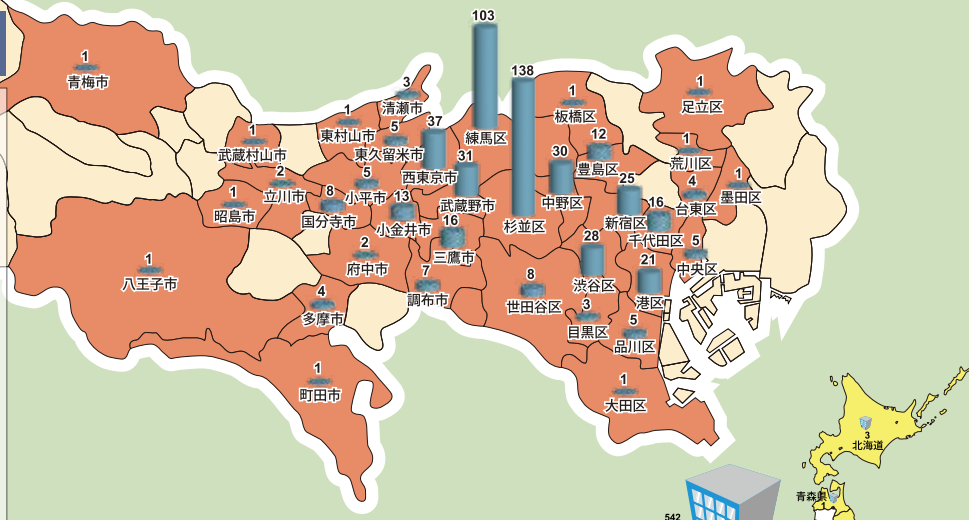 103
練馬区
138
杉並区
1
青梅市
3
清瀬市
1
板橋区
1
足立区
1
東村山市
5
東久留米市
37
西東京市
12
豊島区
1
荒川区
1
武蔵村山市
2
立川市
5
小平市
31
武蔵野市
30
中野区
25
新宿区
4
台東区
1
墨田区
1
昭島市
8
国分寺市
13
小金井市
16
三鷹市
16
千代田区
2
府中市
28
渋谷区
21
港区
5
中央区
1
八王子市
7
調布市
8
世田谷区
4
多摩市
3
目黒区
5
品川区
1
町田市
1
大田区
3
北海道
青森県
1
542